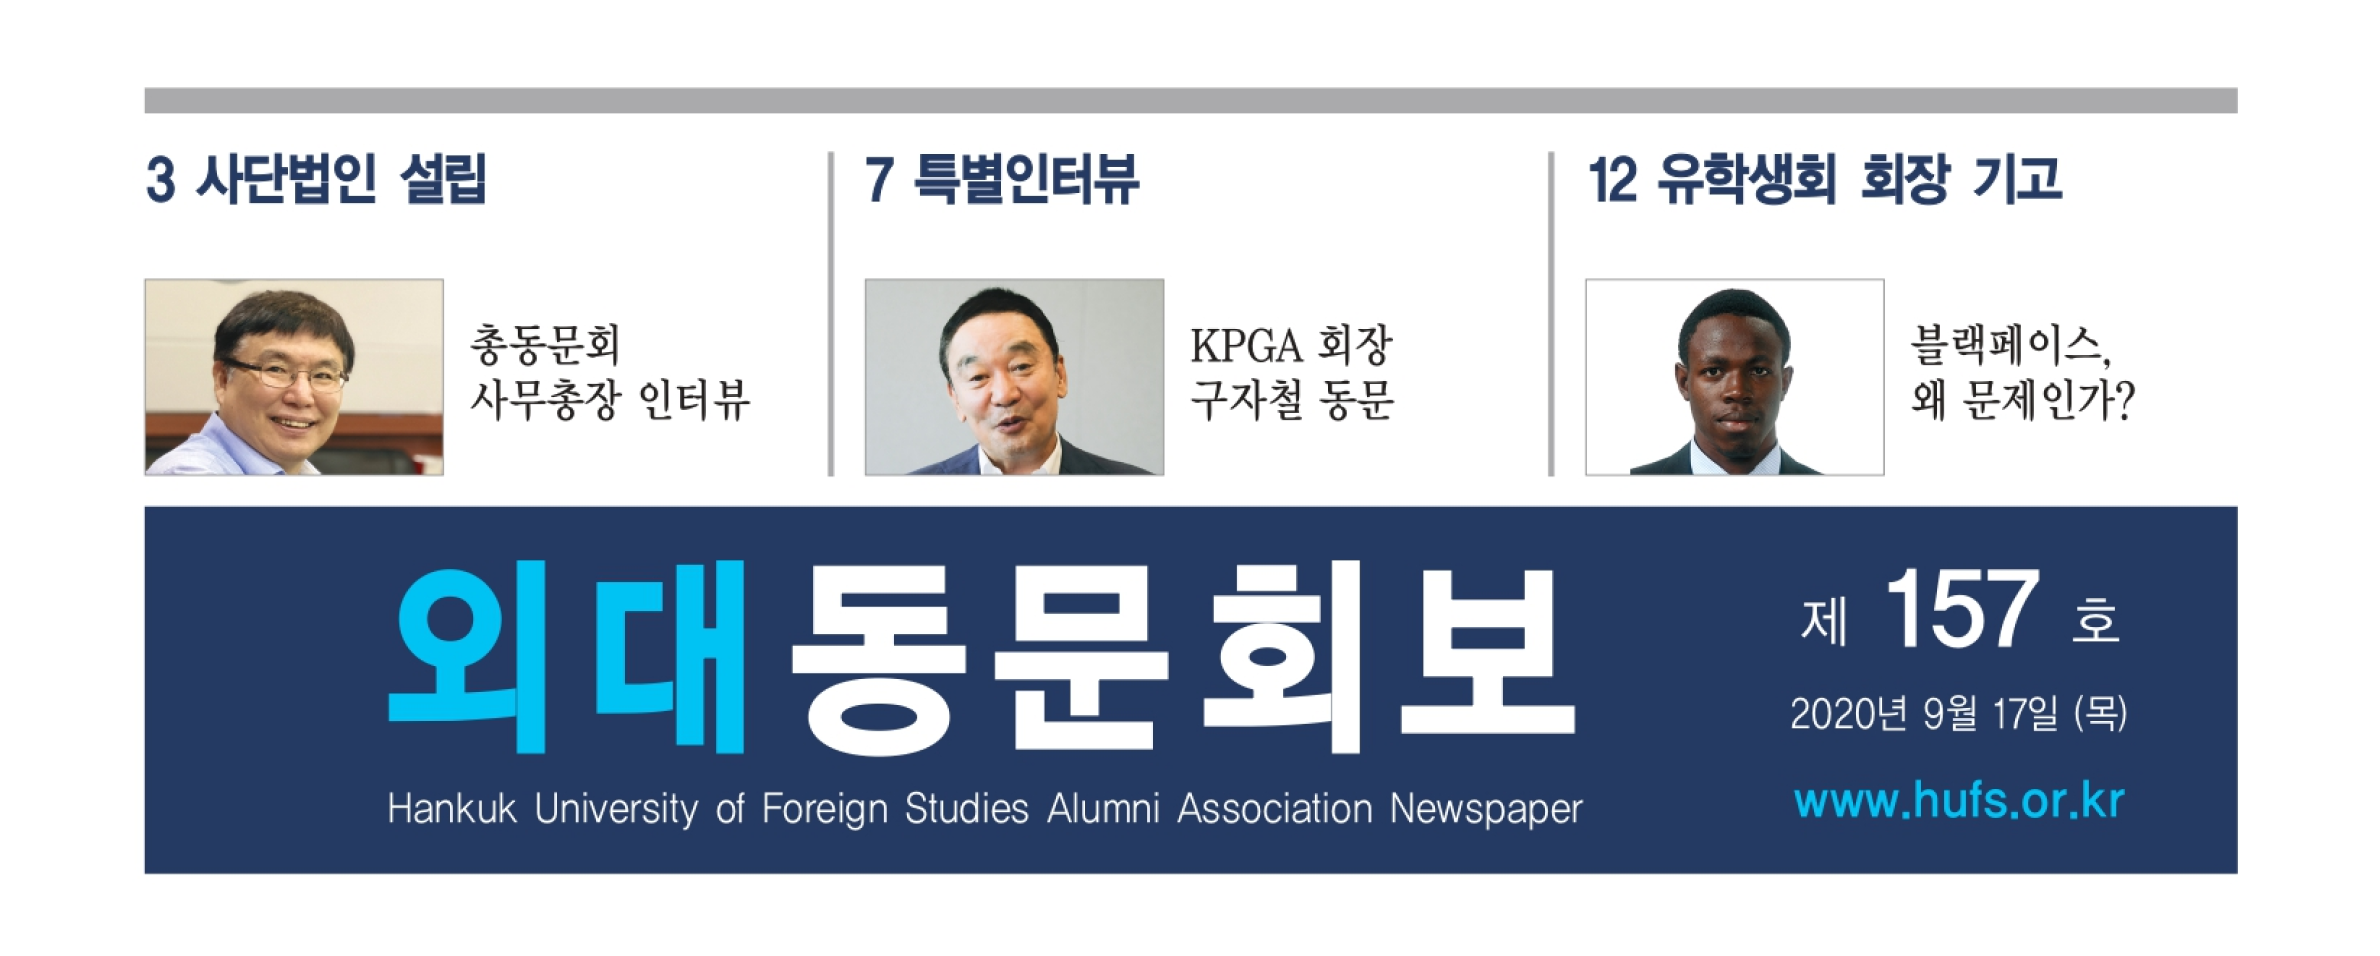 3 사단법인 설립
총동문회
사무총장 인터뷰
7 특별인터뷰
KPGA 회장
구자철 동문
12 유학생회 회장 기고
블랙페이스,
왜 문제인가?
외대동문회보
Hankuk University of Foreign Studies Alumni Association Newspaper
제 157 호
2020년 9월 17일 (목)
www.hufs.or.kr